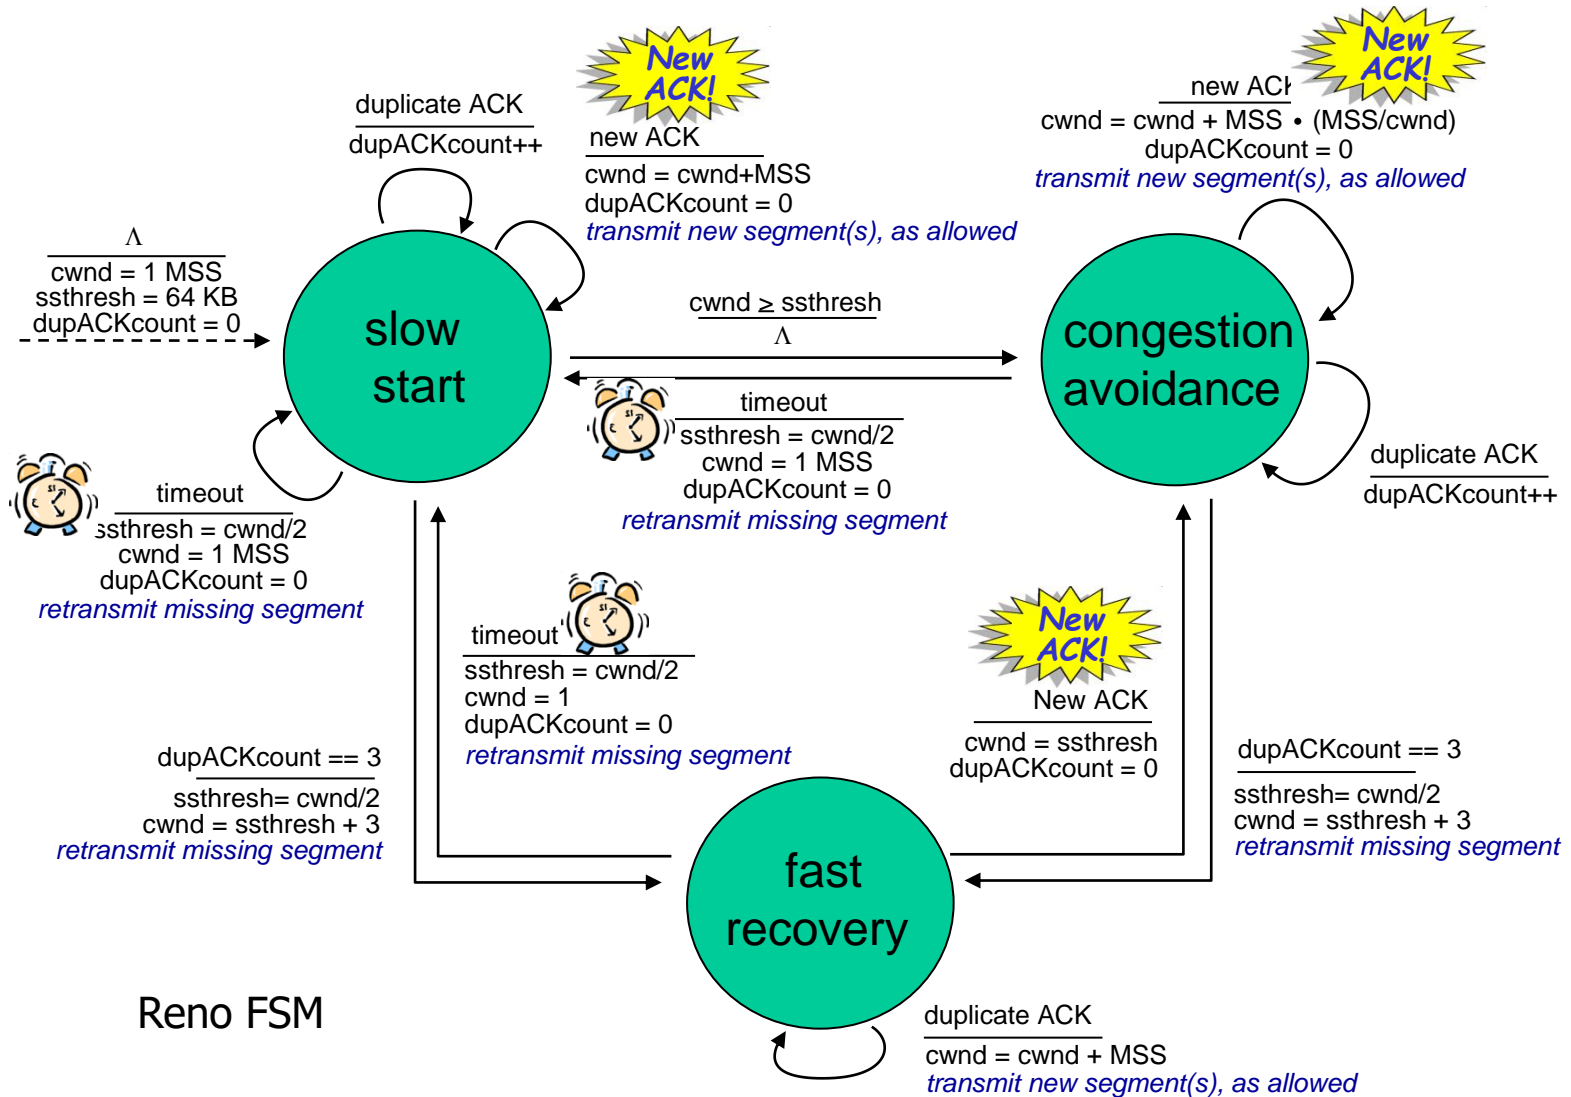 New
ACK!
duplicate ACK
dupACKcount++
new ACK
cwnd = cwnd+MSS
dupACKcount = 0
transmit new segment(s), as allowed
New
ACK!
new ACK
cwnd = cwnd + MSS • (MSS/cwnd)
dupACKcount = 0
transmit new segment(s), as allowed
Λ
cwnd = 1 MSS
ssthresh = 64 KB
dupACKcount = 0
slow
start
cwnd ≥ ssthresh
Λ
congestion
avoidance
timeout
ssthresh = cwnd/2
cwnd = 1 MSS
dupACKcount = 0
retransmit missing segment
timeout
ssthresh = cwnd/2
cwnd = 1 MSS
dupACKcount = 0
retransmit missing segment
duplicate ACK
dupACKcount++
timeout
ssthresh = cwnd/2
cwnd = 1
dupACKcount = 0
retransmit missing segment
New
ACK!
New ACK
cwnd = ssthresh
dupACKcount = 0
dupACKcount == 3
ssthresh= cwnd/2
cwnd = ssthresh + 3
retransmit missing segment
dupACKcount == 3
ssthresh= cwnd/2
cwnd = ssthresh + 3
retransmit missing segment
fast
recovery
Reno FSM
duplicate ACK
cwnd = cwnd + MSS
transmit new segment(s), as allowed